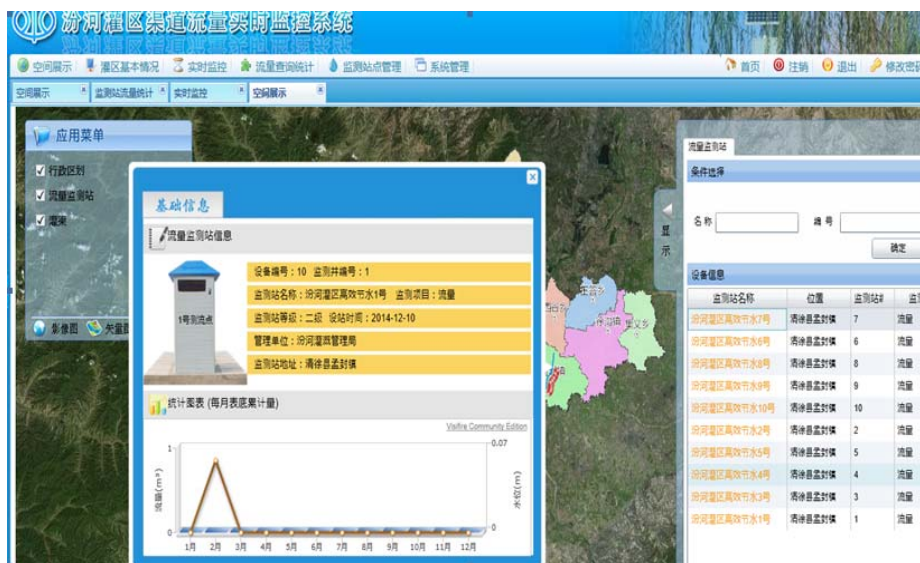 汾河灌区渠道流量实时监控系统
空间展示 灌区基本情况 实时监控 流量查询统计 监测站点管理 系统管理
首页 注销 退出 修改密码
空间展示 监测站流量统计 实时监控 空间展示
应用菜单
行政区划
流量监测站
灌渠
影像图 矢量图
基础信息
流量监测站信息
1号测流点
设备编号：10 监测井编号：1
监测站名称：汾河灌区高效节水1号 监测项目：流量
监测站等级：二级 设站时间：2014-12-10
管理单位：汾河灌溉管理局
监测站地址：清徐县孟封镇
统计图表 (每月表底累计量)
Visifire Community Edition
流量(m³)
1
0
水位(m)
0.07
0
1月 2月 3月 4月 5月 6月 7月 8月 9月 10月 11月 12月
显示
流量监测站
条件选择
名称 编号
确定
设备信息
监测站名称 位置 监测站#
汾河灌区高效节水7号 清徐县孟封镇 7 流量
汾河灌区高效节水6号 清徐县孟封镇 6 流量
汾河灌区高效节水8号 清徐县孟封镇 8 流量
汾河灌区高效节水9号 清徐县孟封镇 9 流量
汾河灌区高效节水10号 清徐县孟封镇 10 流量
汾河灌区高效节水2号 清徐县孟封镇 2 流量
汾河灌区高效节水5号 清徐县孟封镇 5 流量
汾河灌区高效节水4号 清徐县孟封镇 4 流量
汾河灌区高效节水3号 清徐县孟封镇 3 流量
汾河灌区高效节水1号 清徐县孟封镇 1 流量